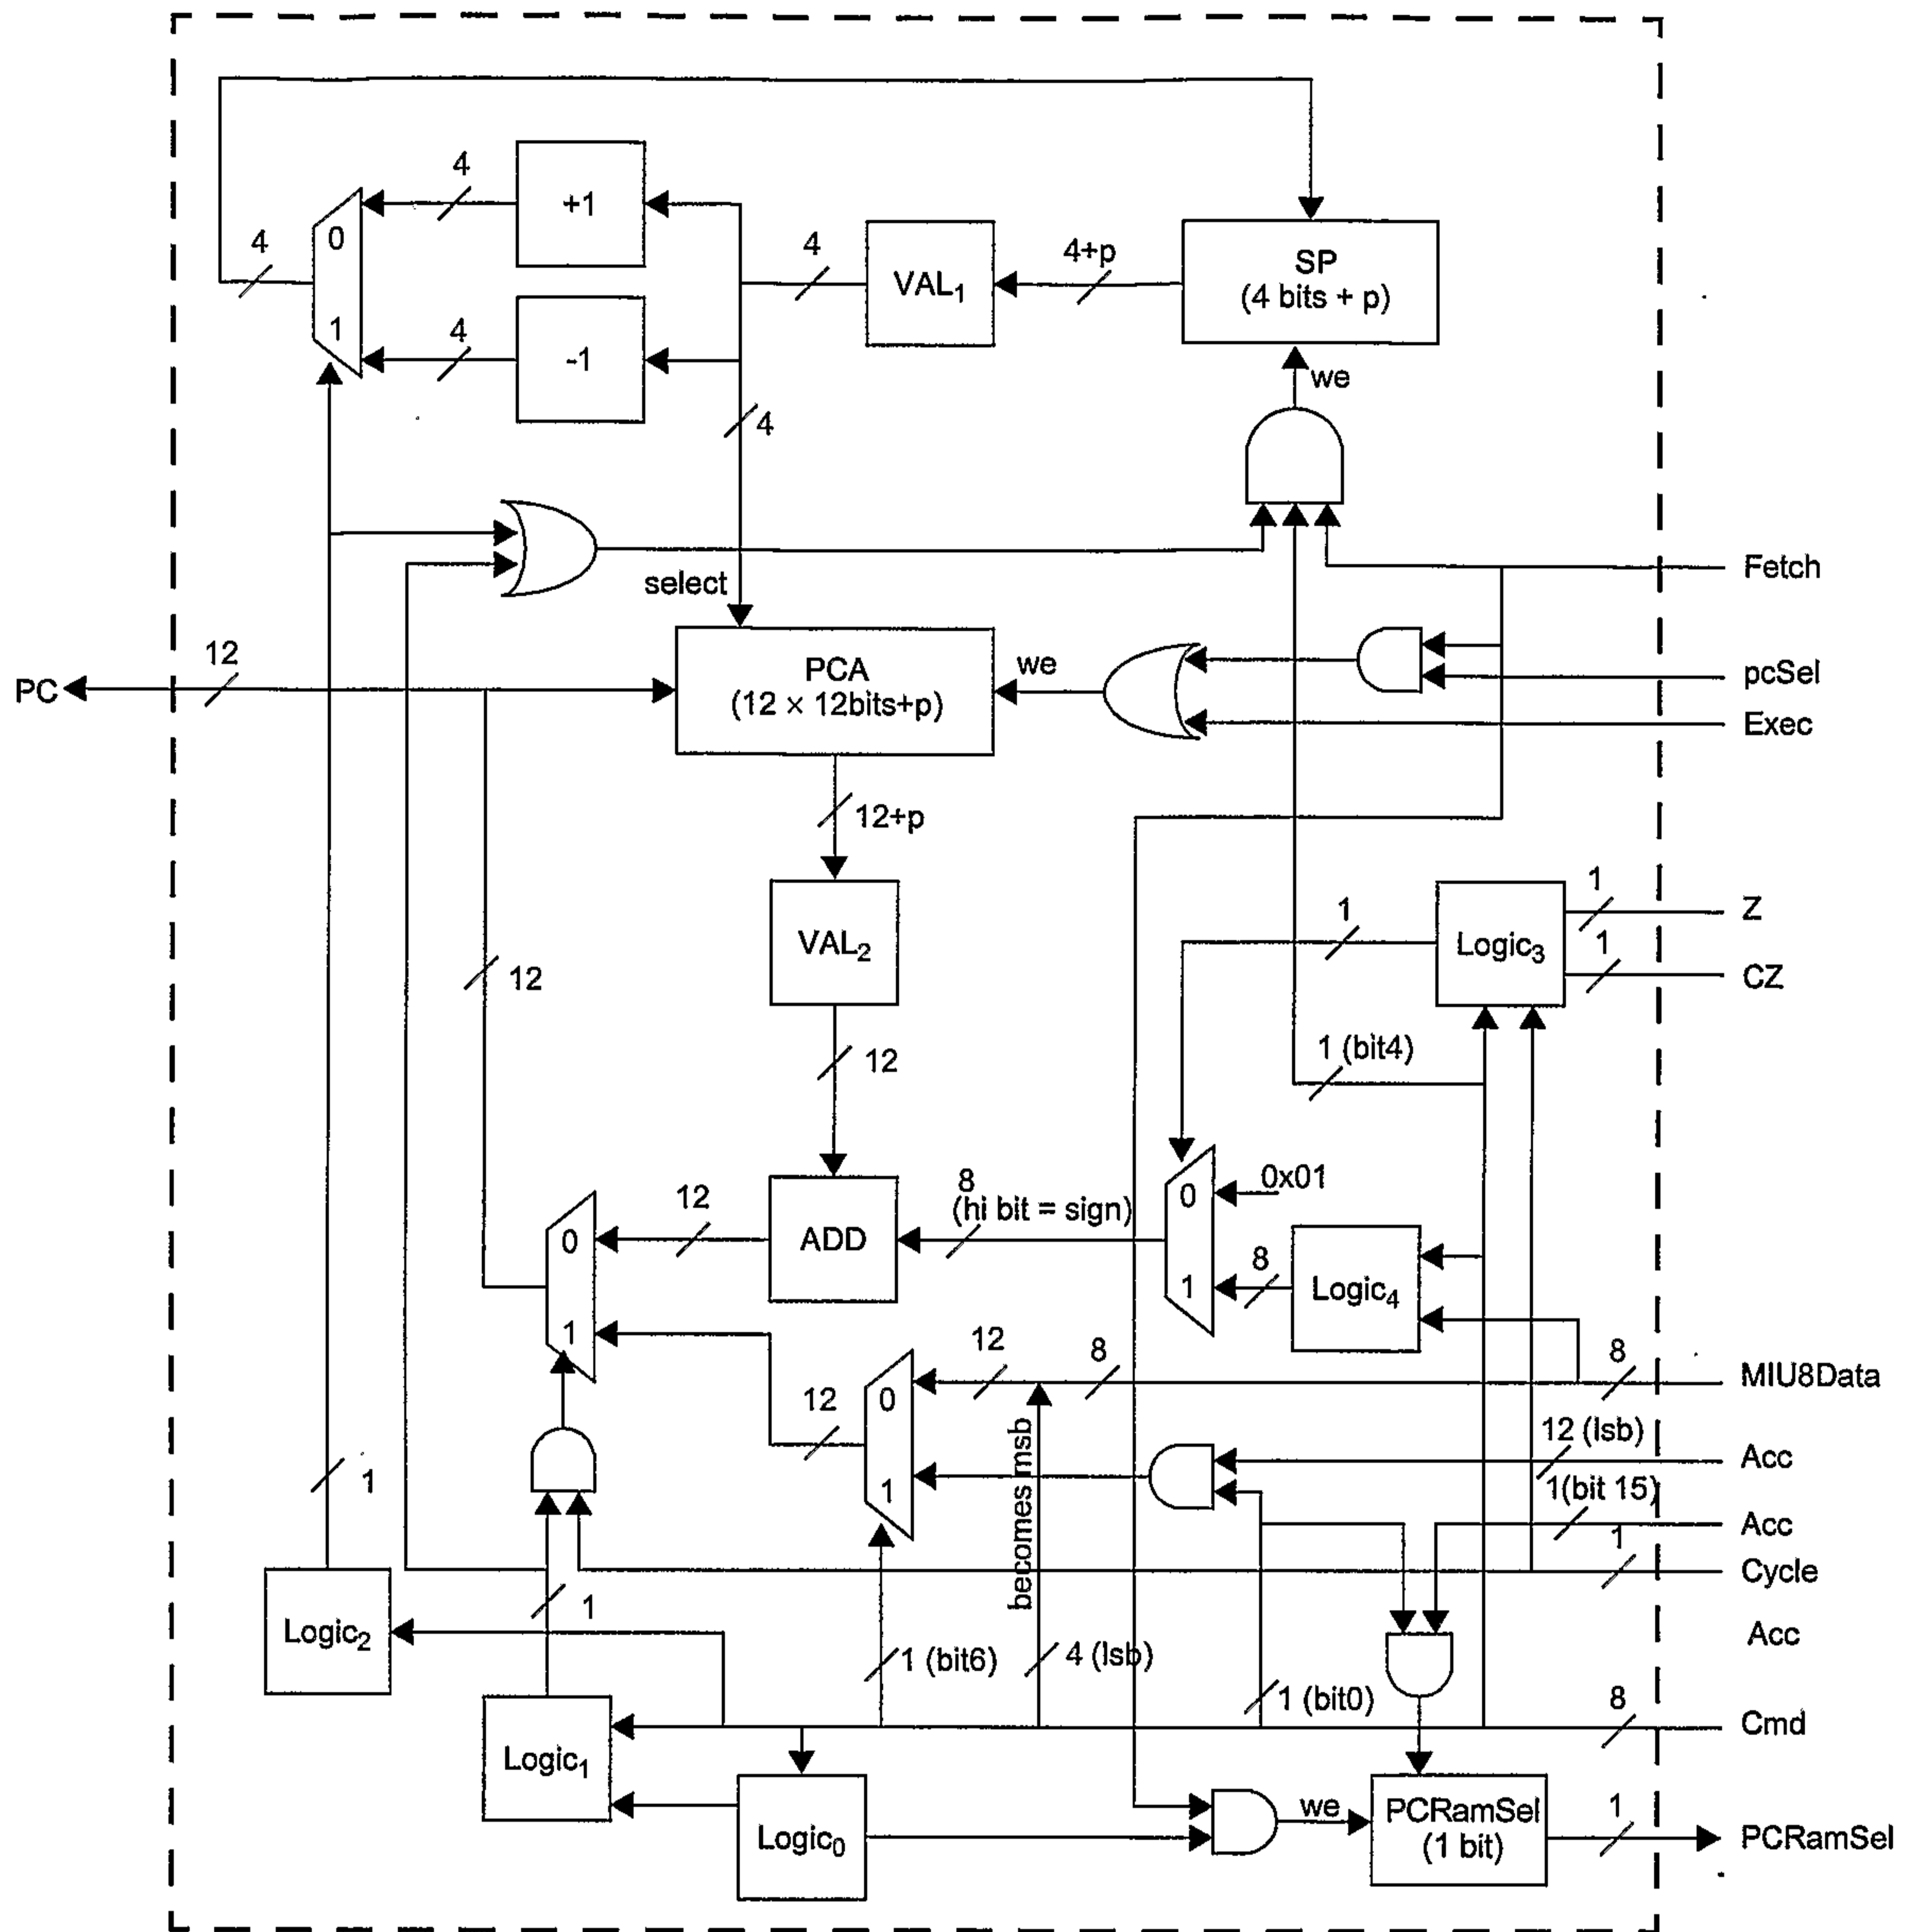 4
+1
0
4
1
4
-1
4
VAL1
4+p
SP
(4 bits + p)
we
4
select
Fetch
12
PC
PCA
(12 × 12bits+p)
we
pcSel
Exec
12+p
VAL2
12
12
1
Logic3
1
Z
1
CZ
1 (bit4)
0
1
12
ADD
8
(hi bit = sign)
0
1
0x01
8
Logic4
12
0
1
12
8
8
MIU8Data
becomes msb
12 (lsb)
Acc
1(bit 15)
Acc
1
Cycle
1
Logic2
1
Acc
1 (bit6)
4 (lsb)
1 (bit0)
8
Cmd
Logic1
Logic0
we
PCRamSel
(1 bit)
1
PCRamSel